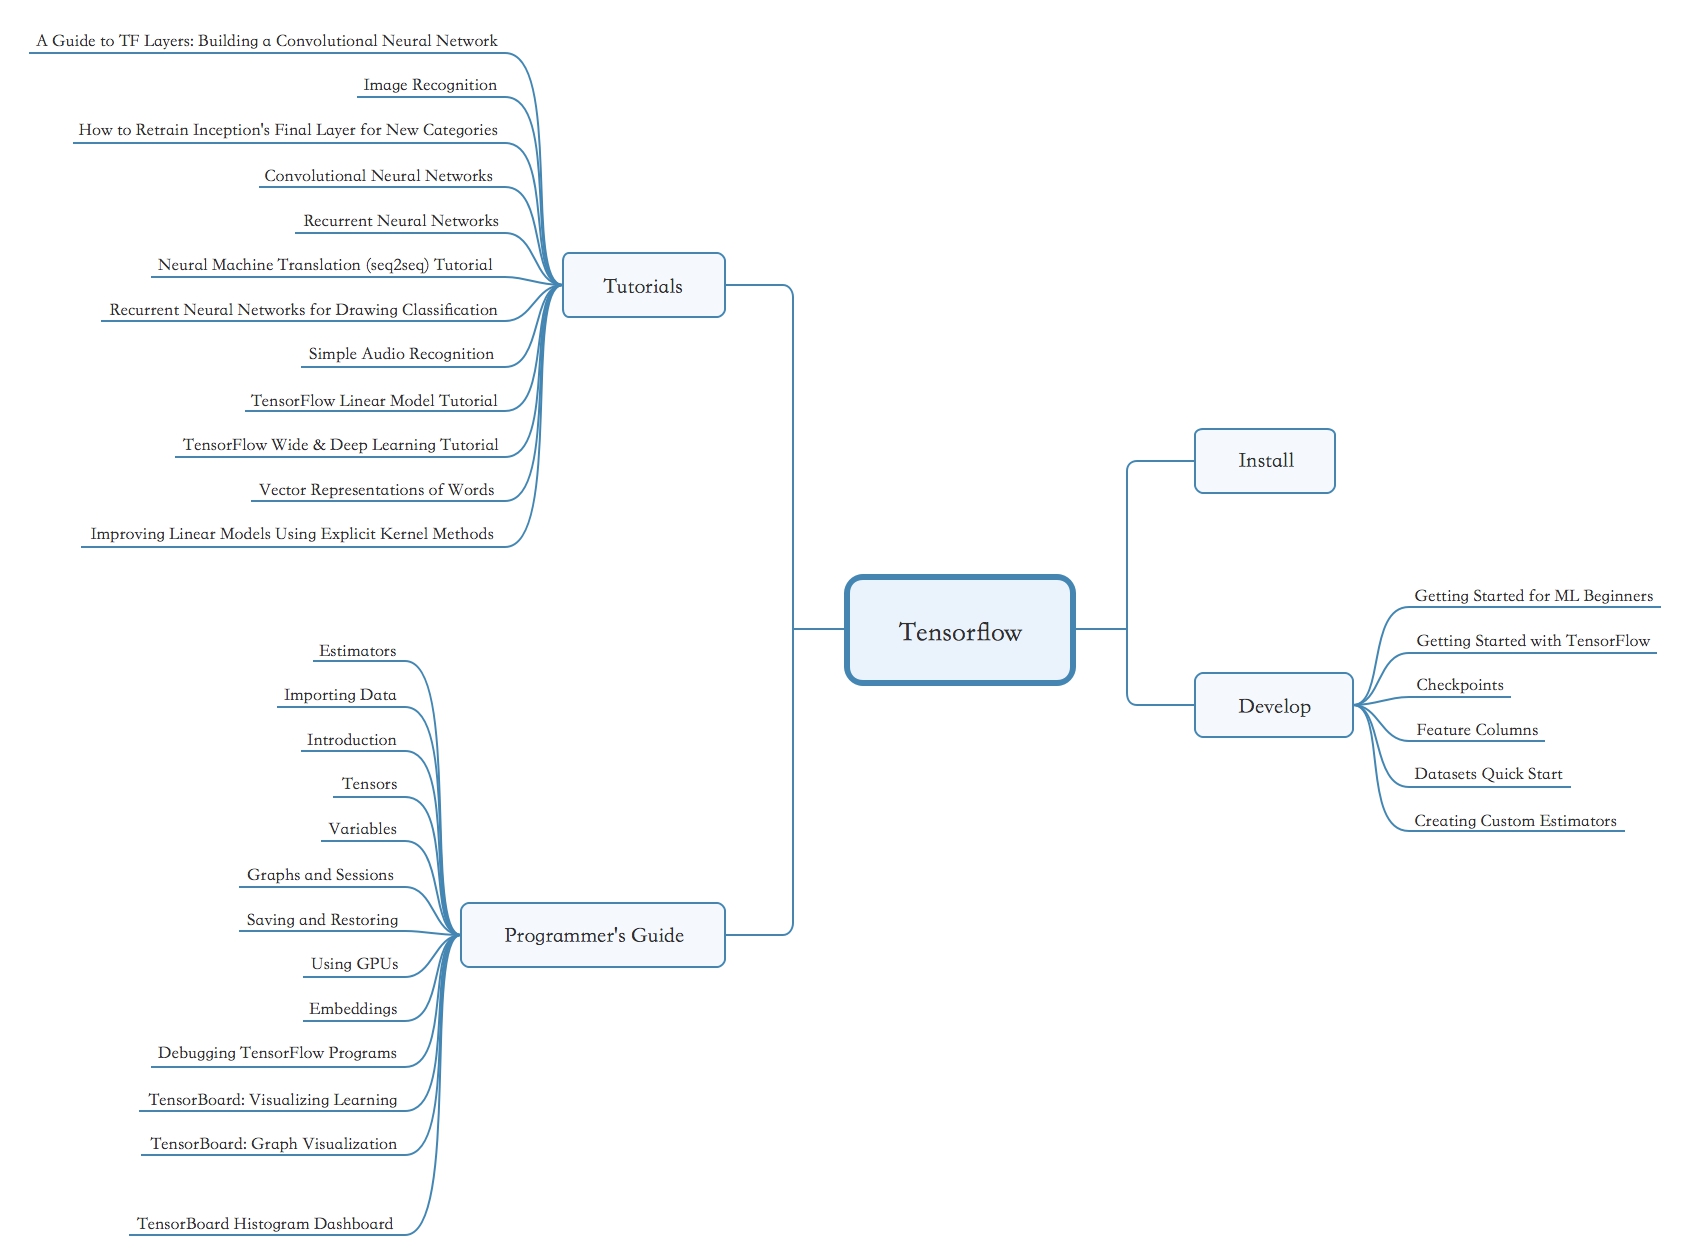 A Guide to TF Layers: Building a Convolutional Neural Network
Image Recognition
How to Retrain Inception's Final Layer for New Categories
Convolutional Neural Networks
Recurrent Neural Networks
Neural Machine Translation (seq2seq) Tutorial
Recurrent Neural Networks for Drawing Classification
Simple Audio Recognition
TensorFlow Linear Model Tutorial
TensorFlow Wide & Deep Learning Tutorial
Vector Representations of Words
Improving Linear Models Using Explicit Kernel Methods
Tutorials
Estimators
Importing Data
Introduction
Tensors
Variables
Graphs and Sessions
Saving and Restoring
Using GPUs
Embeddings
Debugging TensorFlow Programs
TensorBoard: Visualizing Learning
TensorBoard: Graph Visualization
TensorBoard Histogram Dashboard
Programmer's Guide
Tensorflow
Install
Develop
Getting Started for ML Beginners
Getting Started with TensorFlow
Checkpoints
Feature Columns
Datasets Quick Start
Creating Custom Estimators